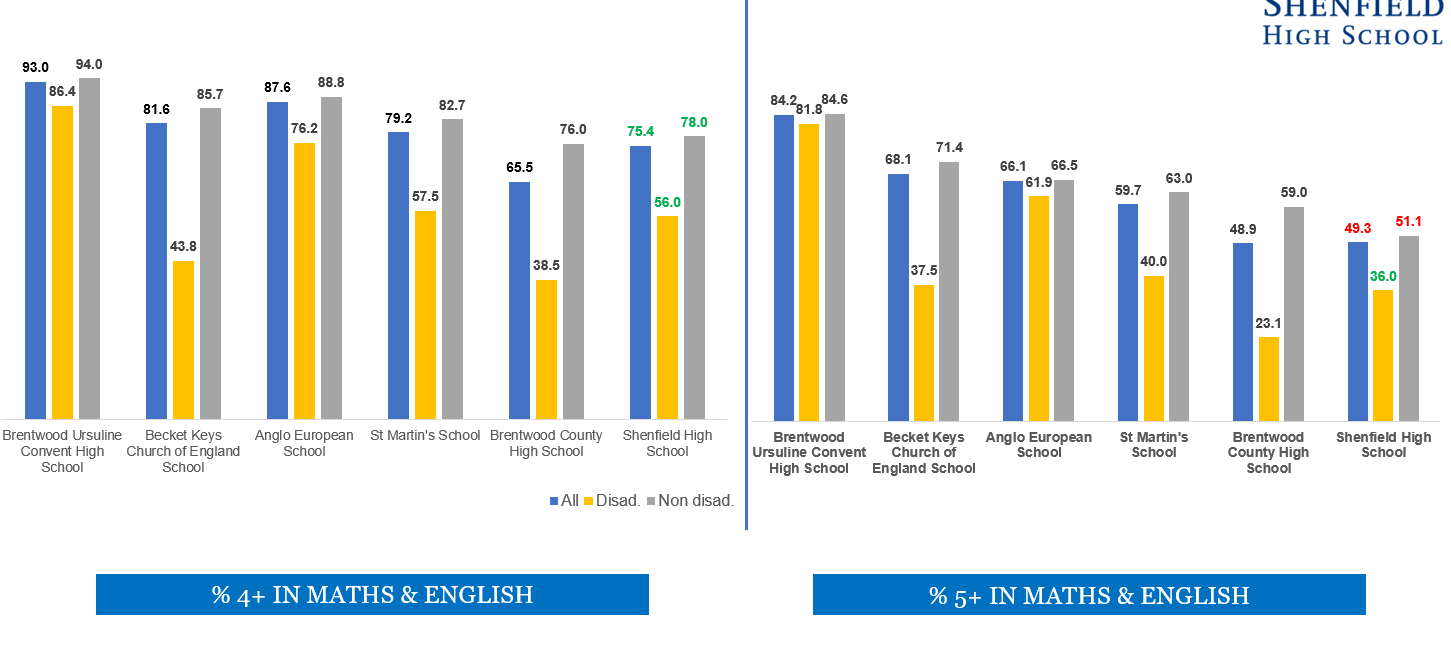 SHENFIELD
HIGH SCHOOL
93.0 86.4 94.0
81.6 43.8 85.7
87.6 76.2 88.8
79.2 57.5 82.7
65.5 38.5 76.0
75.4 56.0 78.0
Brentwood Ursuline
Convent High
School
Becket Keys
Church of England
School
Anglo European
School
St Martin's School
Brentwood County
High School
Shenfield High
School
All Disad. Non disad.
% 4+ IN MATHS & ENGLISH
84.2 81.8 84.6
68.1 37.5 71.4
66.1 61.9 66.5
59.7 40.0 63.0
48.9 23.1 59.0
49.3 36.0 51.1
Brentwood
Ursuline Convent
High School
Becket Keys
Church of
England School
Anglo European
School
St Martin's
School
Brentwood
County High
School
Shenfield High
School
% 5+ IN MATHS & ENGLISH